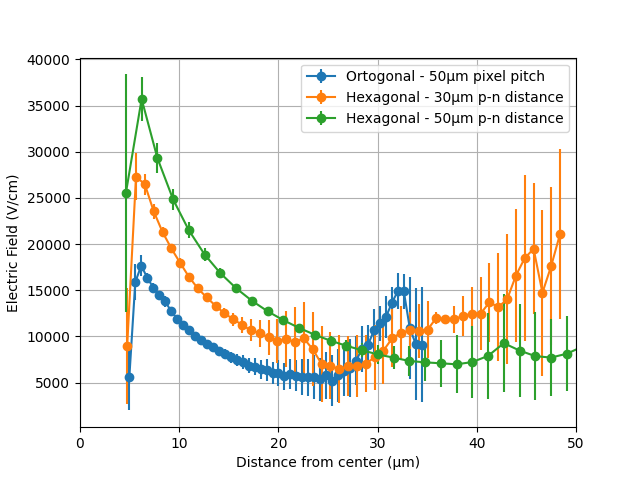 40000
35000
30000
25000
20000
15000
10000
5000
Electric Field (V/cm)
Ortogonal - 50μm pixel pitch
Hexagonal - 30μm p-n distance
Hexagonal - 50μm p-n distance
0 10 20 30 40 50
Distance from center (μm)